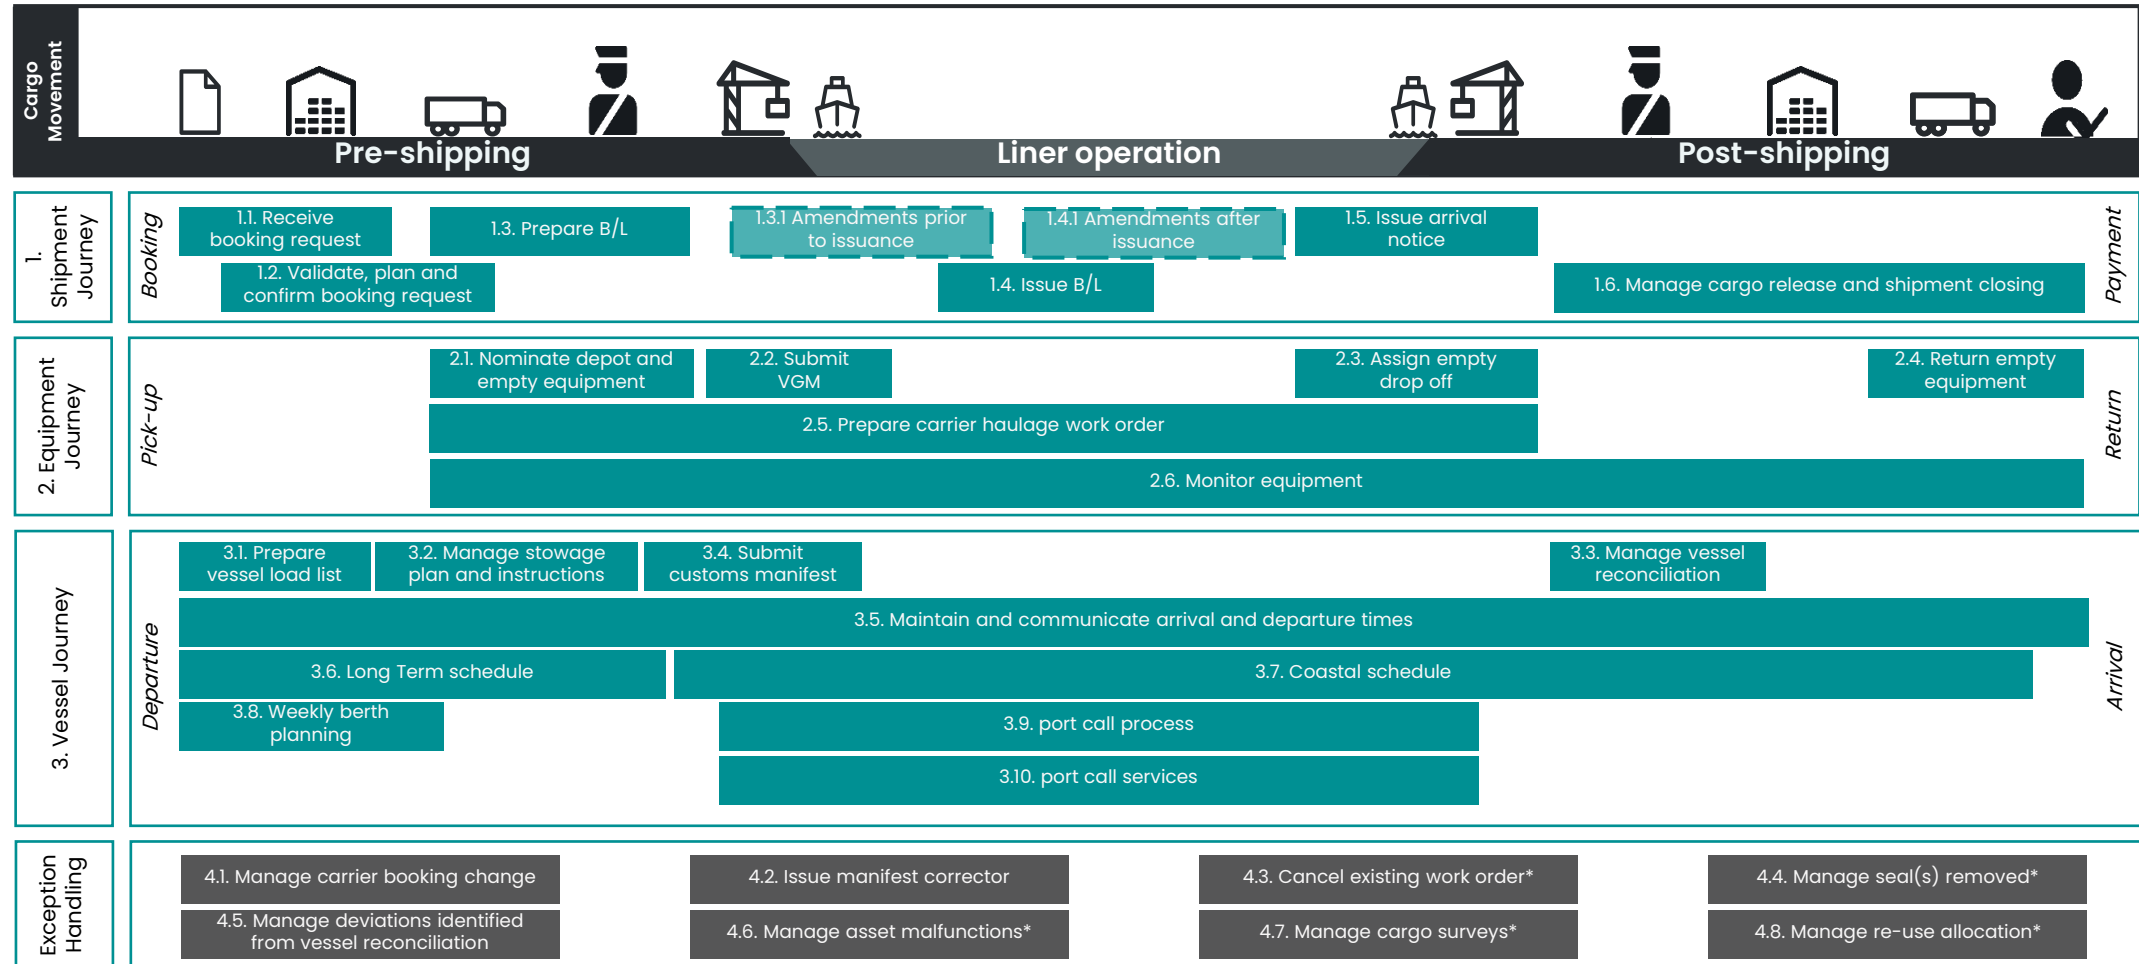 Cargo
Movement
Pre-shipping
Liner operation
Post-shipping
1.
Shipment
Journey
Booking
1.1. Receive
booking request
1.3. Prepare B/L
1.3.1 Amendments prior
to issuance
1.4.1 Amendments after
issuance
1.5. Issue arrival
notice
1.2. Validate, plan and
confirm booking request
1.4. Issue B/L
1.6. Manage cargo release and shipment closing
Payment
2. Equipment
Journey
Pick-up
2.1. Nominate depot and
empty equipment
2.2. Submit
VGM
2.3. Assign empty
drop off
2.4. Return empty
equipment
2.5. Prepare carrier haulage work order
2.6. Monitor equipment
Return
3. Vessel Journey
Departure
3.1. Prepare
vessel load list
3.2. Manage stowage
plan and instructions
3.4. Submit
customs manifest
3.3. Manage vessel
reconciliation
3.5. Maintain and communicate arrival and departure times
3.6. Long Term schedule
3.7. Coastal schedule
3.8. Weekly berth
planning
3.9. port call process
3.10. port call services
Arrival
Exception
Handling
4.1. Manage carrier booking change
4.2. Issue manifest corrector
4.3. Cancel existing work order*
4.4. Manage seal(s) removed*
4.5. Manage deviations identified
from vessel reconciliation
4.6. Manage asset malfunctions*
4.7. Manage cargo surveys*
4.8. Manage re-use allocation*